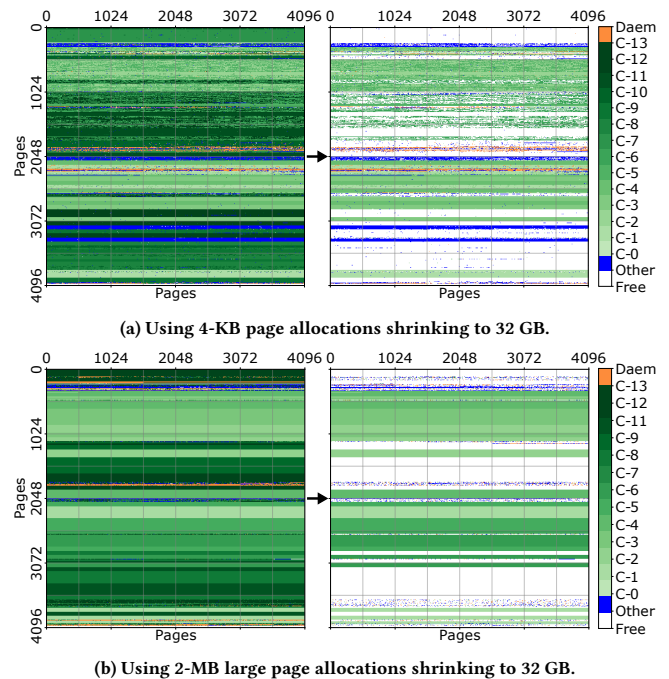 0 1024 2048 3072 4096 0 1024 2048 3072 4096
0
1024
2048
3072
4096
Pages
Pages Pages
Daem
C-13
C-12
C-11
C-10
C-9
C-8
C-7
C-6
C-5
C-4
C-3
C-2
C-1
C-0
Other
Free
(a) Using 4-KB page allocations shrinking to 32 GB.
0 1024 2048 3072 4096 0 1024 2048 3072 4096
0
1024
2048
3072
4096
Pages
Pages Pages
Daem
C-13
C-12
C-11
C-10
C-9
C-8
C-7
C-6
C-5
C-4
C-3
C-2
C-1
C-0
Other
Free
(b) Using 2-MB large page allocations shrinking to 32 GB.